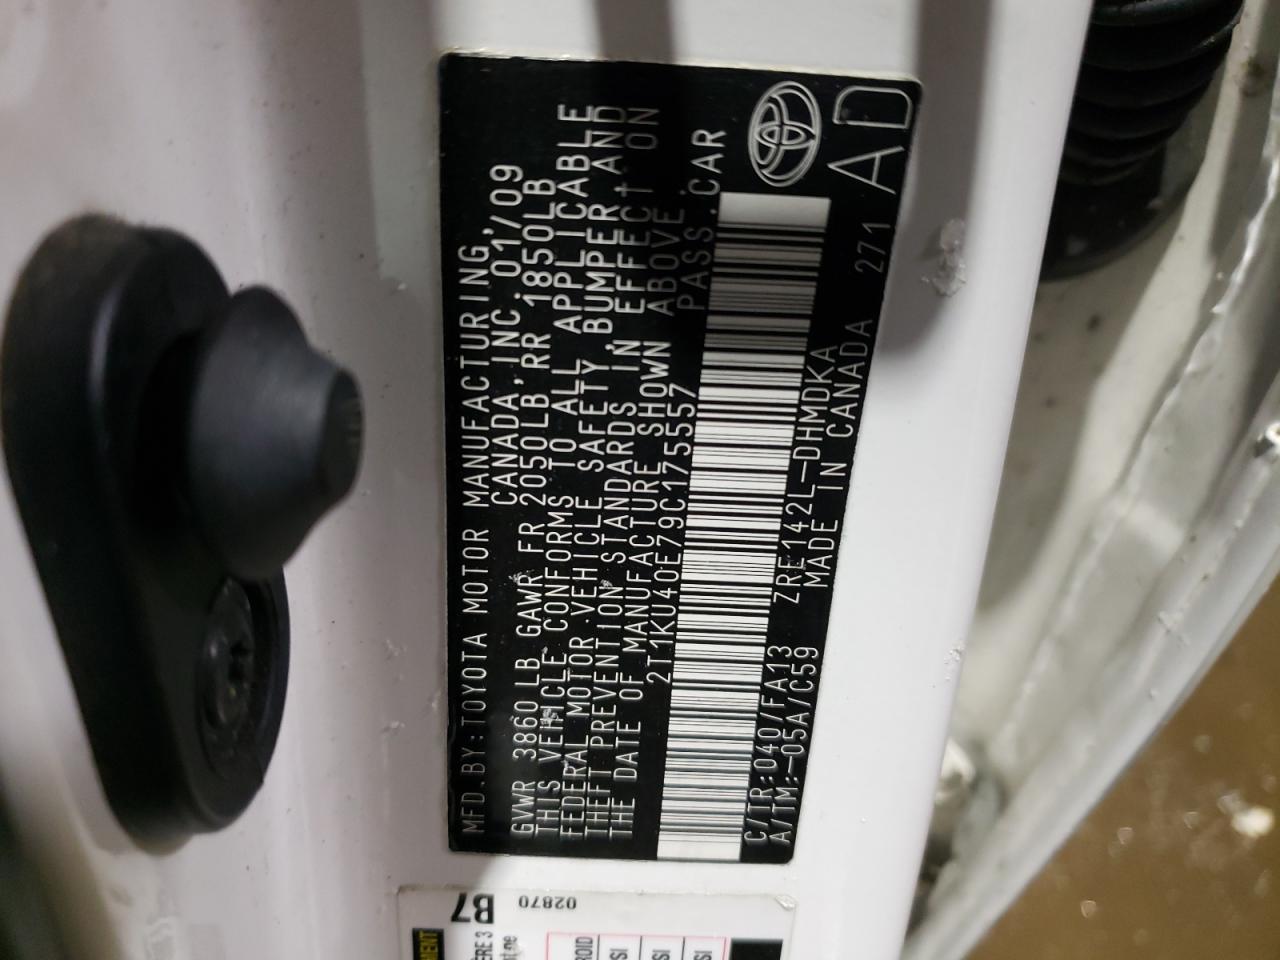 MFD.BY:TOYOTA MOTOR MANUFACTURING,
CANADA,INC.01/09
GVWR 3860LB GAWR FR 2050LB,RR 1850LB
THIS VEHICLE CONFORMS TO ALL APPLICABLE
FEDERAL MOTOR VEHICLE SAFETY,BUMPER,AND
THEFT PREVENTION STANDARDS IN EFFECT ON
THE DATE OF MANUFACTURE SHOWN ABOVE.
2T1KU40E79C175557 PASS.CAR
C/TR:040/FA13 ZRE142L-DHMDKA
A/TM:-05A/C59 MADE IN CANADA 271 AD
B7
02870